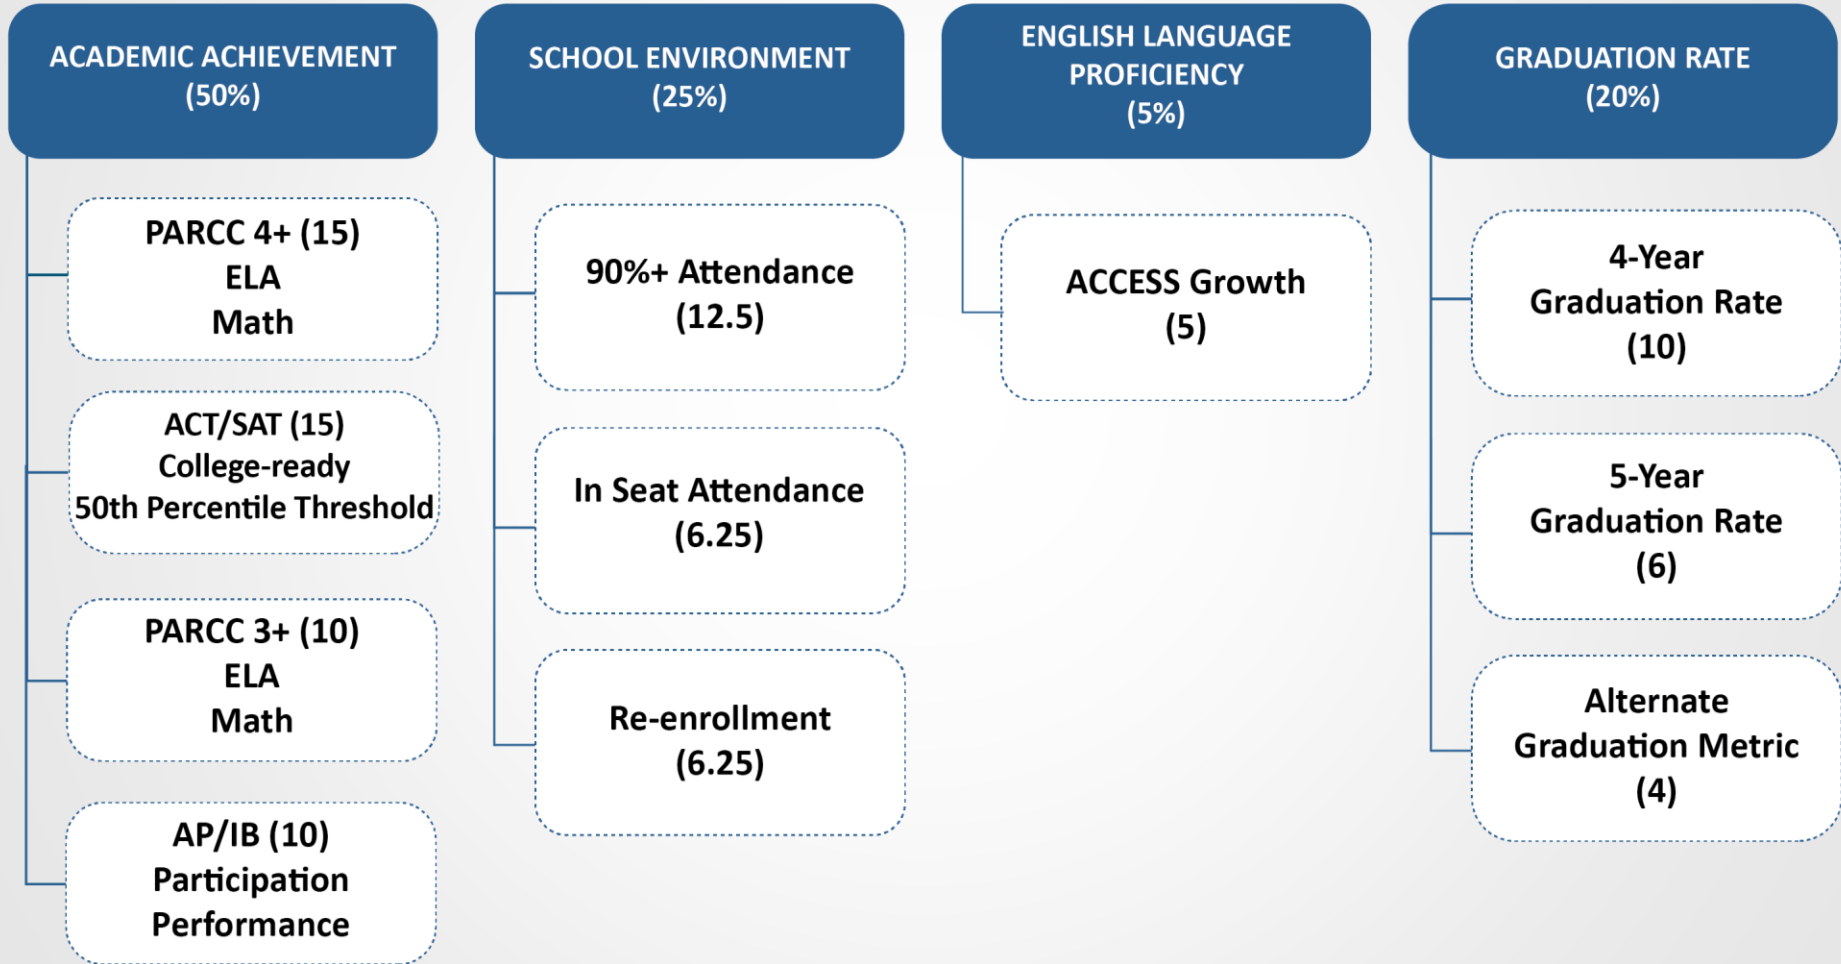 ACADEMIC ACHIEVEMENT
(50%)
PARCC 4+ (15)
ELA
Math
ACT/SAT (15)
College-ready
50th Percentile Threshold
PARCC 3+ (10)
ELA
Math
AP/IB (10)
Participation
Performance
SCHOOL ENVIRONMENT
(25%)
90%+ Attendance
(12.5)
In Seat Attendance
(6.25)
Re-enrollment
(6.25)
ENGLISH LANGUAGE
PROFICIENCY
(5%)
ACCESS Growth
(5)
GRADUATION RATE
(20%)
4-Year
Graduation Rate
(10)
5-Year
Graduation Rate
(6)
Alternate
Graduation Metric
(4)